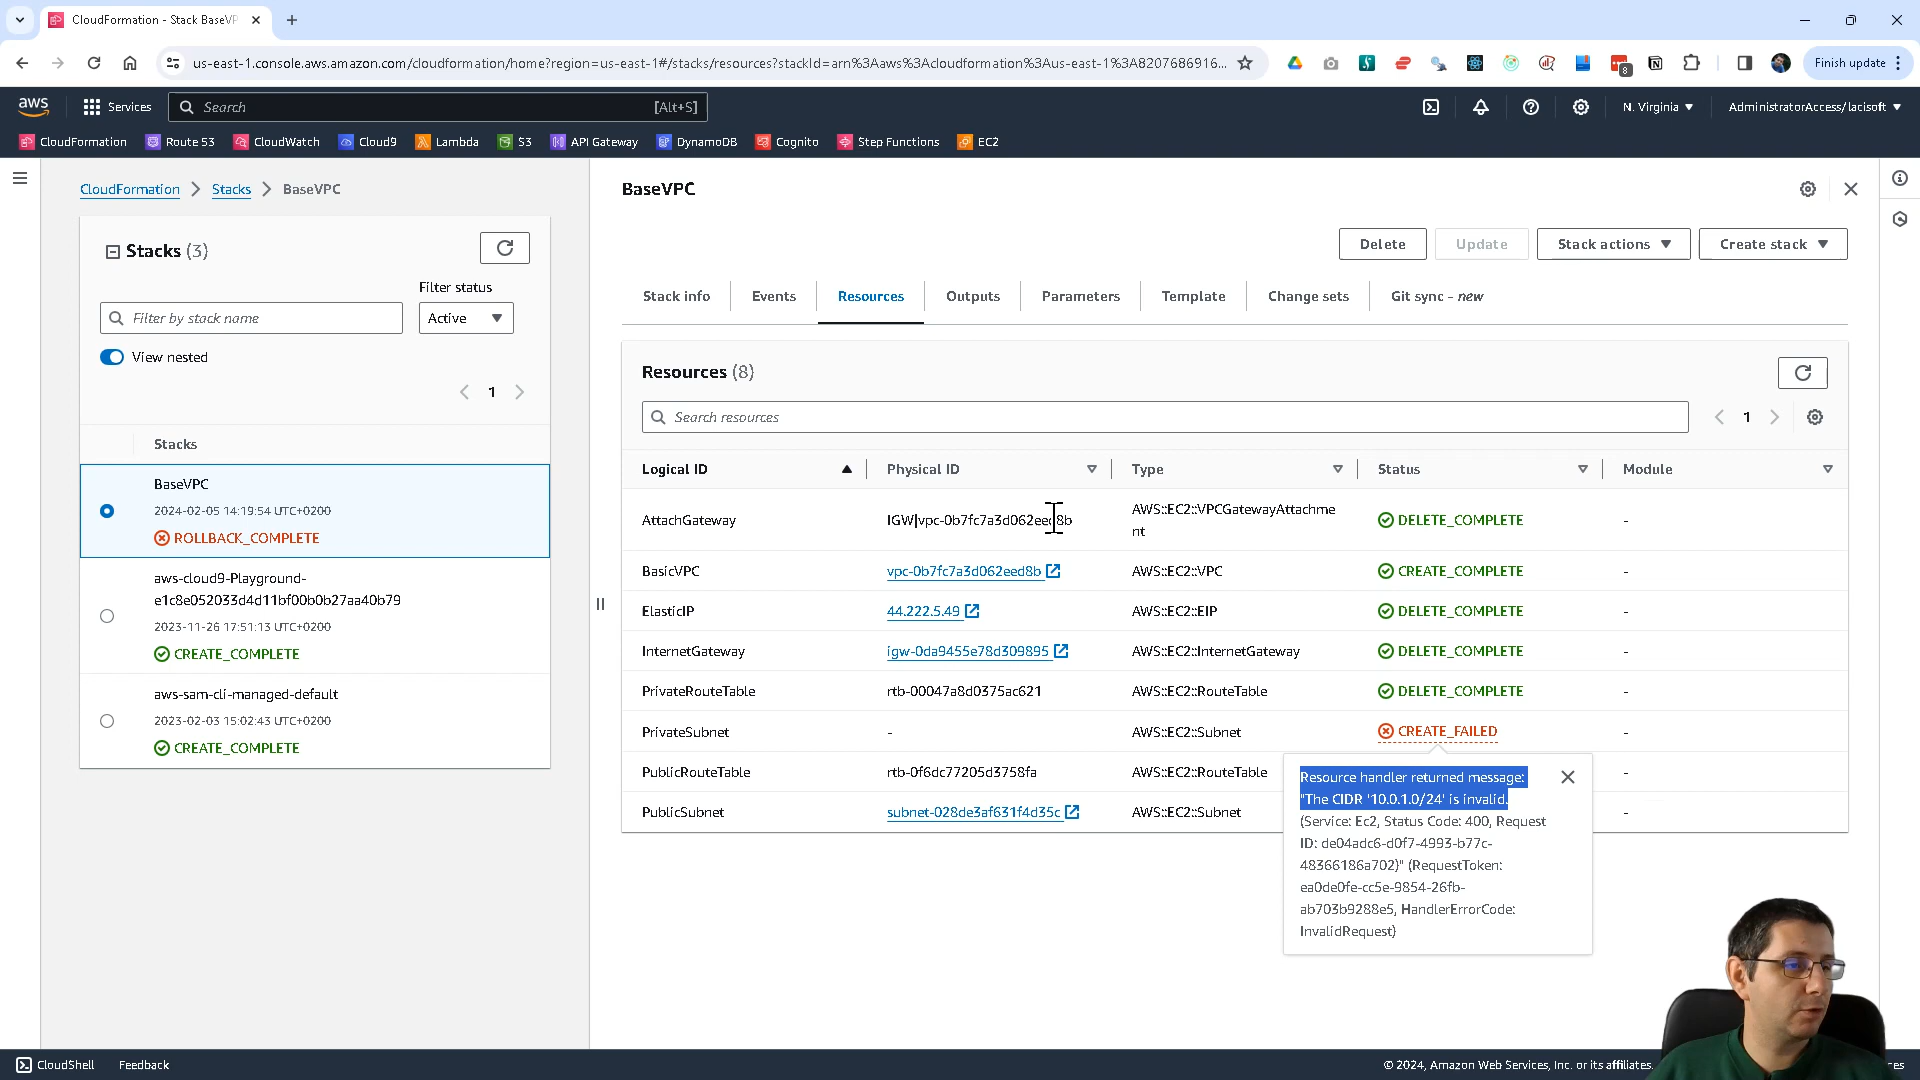 CloudFormation - Stack BaseVP
us-east-1.console.aws.amazon.com/cloudformation/home?region=us-east-1#/stacks/resources?stackId=arn%3Aaws%3Acloudformation%3Aus-east-1%3A8207686916...
8
Finish update
aws
Services
Search
[Alt+S]
N. Virginia
AdministratorAccess/lacisoft
CloudFormation
Route 53
CloudWatch
Cloud9
Lambda
S3
API Gateway
DynamoDB
Cognito
Step Functions
EC2
CloudFormation
Stacks
BaseVPC
Stacks (3)
Filter status
Filter by stack name
Active
View nested
1
Stacks
BaseVPC
2024-02-05 14:19:54 UTC+0200
ROLLBACK_COMPLETE
aws-cloud9-Playground-
e1c8e052033d4d11bf00b0b27aa40b79
2023-11-26 17:51:13 UTC+0200
CREATE_COMPLETE
aws-sam-cli-managed-default
2023-02-03 15:02:43 UTC+0200
CREATE_COMPLETE
BaseVPC
Delete
Update
Stack actions
Create stack
Stack info
Events
Resources
Outputs
Parameters
Template
Change sets
Git sync - new
Resources (8)
Search resources
1
Logical ID
Physical ID
Type
Status
Module
AttachGateway
IGW|vpc-0b7fc7a3d062eed8b
AWS::EC2::VPCGatewayAttachme
nt
DELETE_COMPLETE
-
BasicVPC
vpc-0b7fc7a3d062eed8b
AWS::EC2::VPC
CREATE_COMPLETE
-
ElasticIP
44.222.5.49
AWS::EC2::EIP
DELETE_COMPLETE
-
InternetGateway
igw-0da9455e78d309895
AWS::EC2::InternetGateway
DELETE_COMPLETE
-
PrivateRouteTable
rtb-00047a8d0375ac621
AWS::EC2::RouteTable
DELETE_COMPLETE
-
PrivateSubnet
-
AWS::EC2::Subnet
CREATE_FAILED
-
PublicRouteTable
rtb-0f6dc77205d3758fa
AWS::EC2::RouteTable
-
PublicSubnet
subnet-028de3af631f4d35c
AWS::EC2::Subnet
-
Resource handler returned message:
"The CIDR '10.0.1.0/24' is invalid.
(Service: Ec2, Status Code: 400, Request
ID: de04adc6-d0f7-4993-b77c-
48366186a702)" (RequestToken:
ea0de0fe-cc5e-9854-26fb-
ab703b9288e5, HandlerErrorCode:
InvalidRequest)
CloudShell
Feedback
© 2024, Amazon Web Services, Inc. or its affiliates.